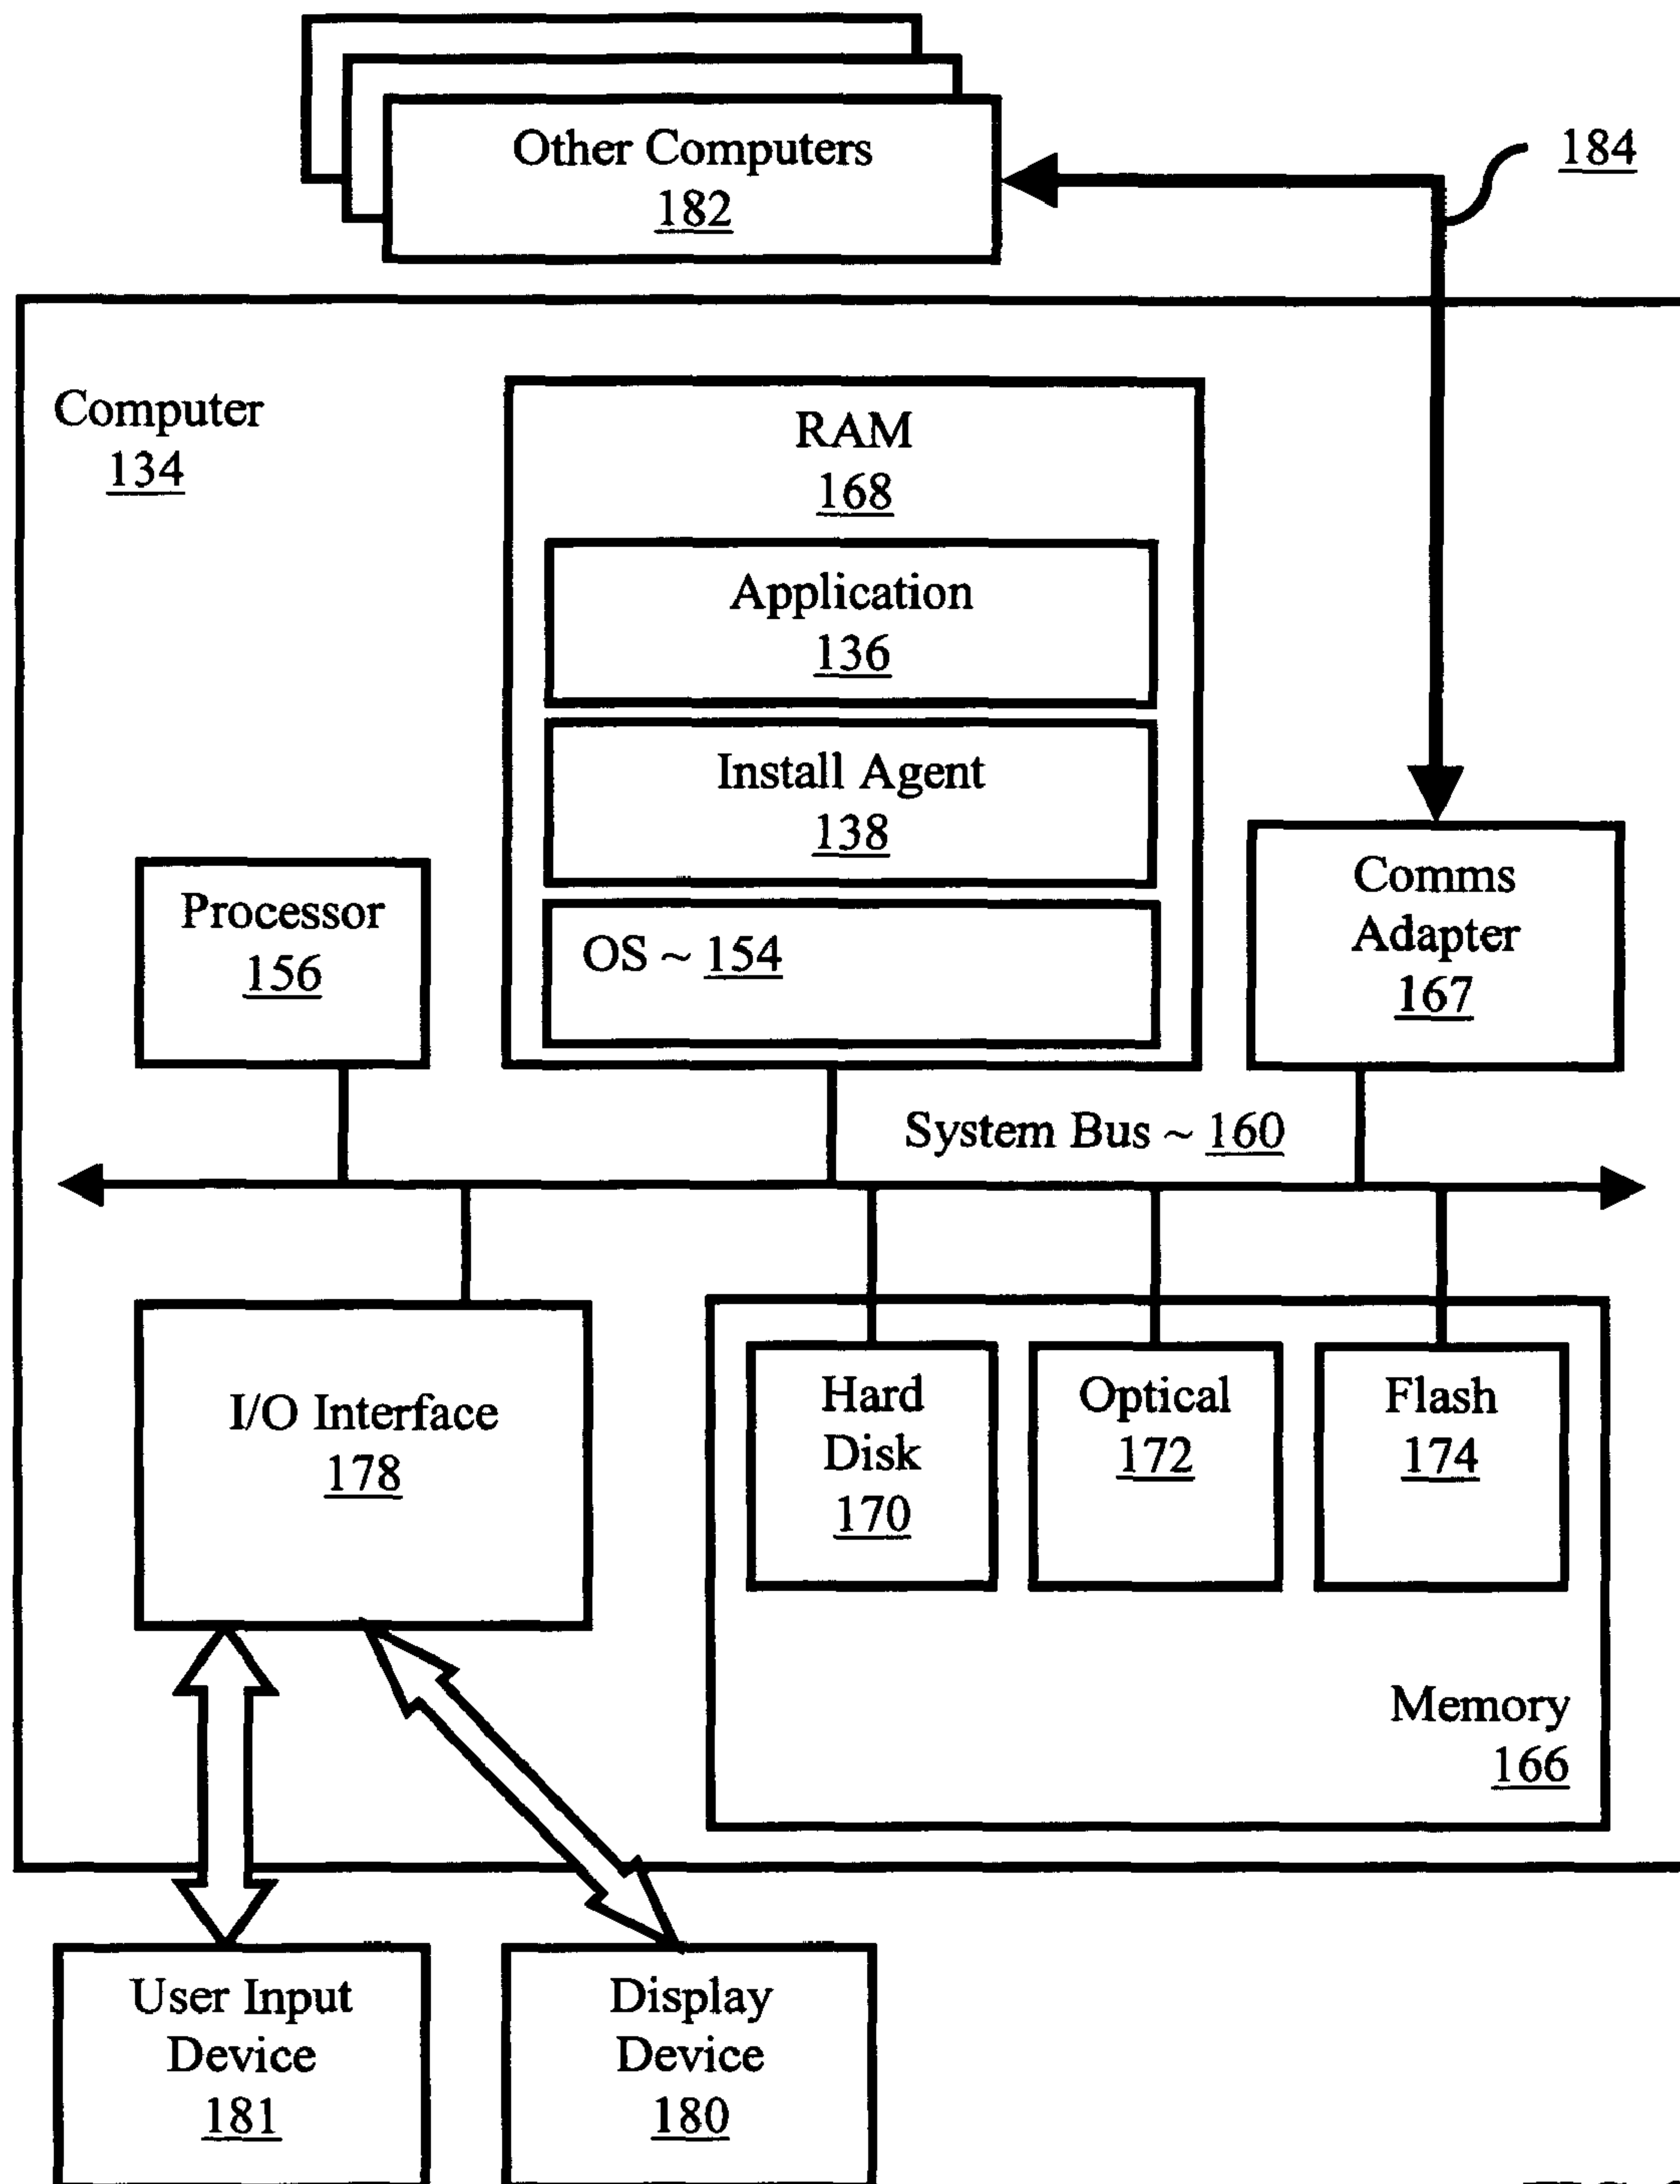 Other Computers
182
184
Computer
134
RAM
168
Application
136
Install Agent
138
OS ~ 154
Processor
156
Comms
Adapter
167
System Bus ~ 160
I/O Interface
178
Hard
Disk
170
Optical
172
Flash
174
Memory
166
User Input
Device
181
Display
Device
180